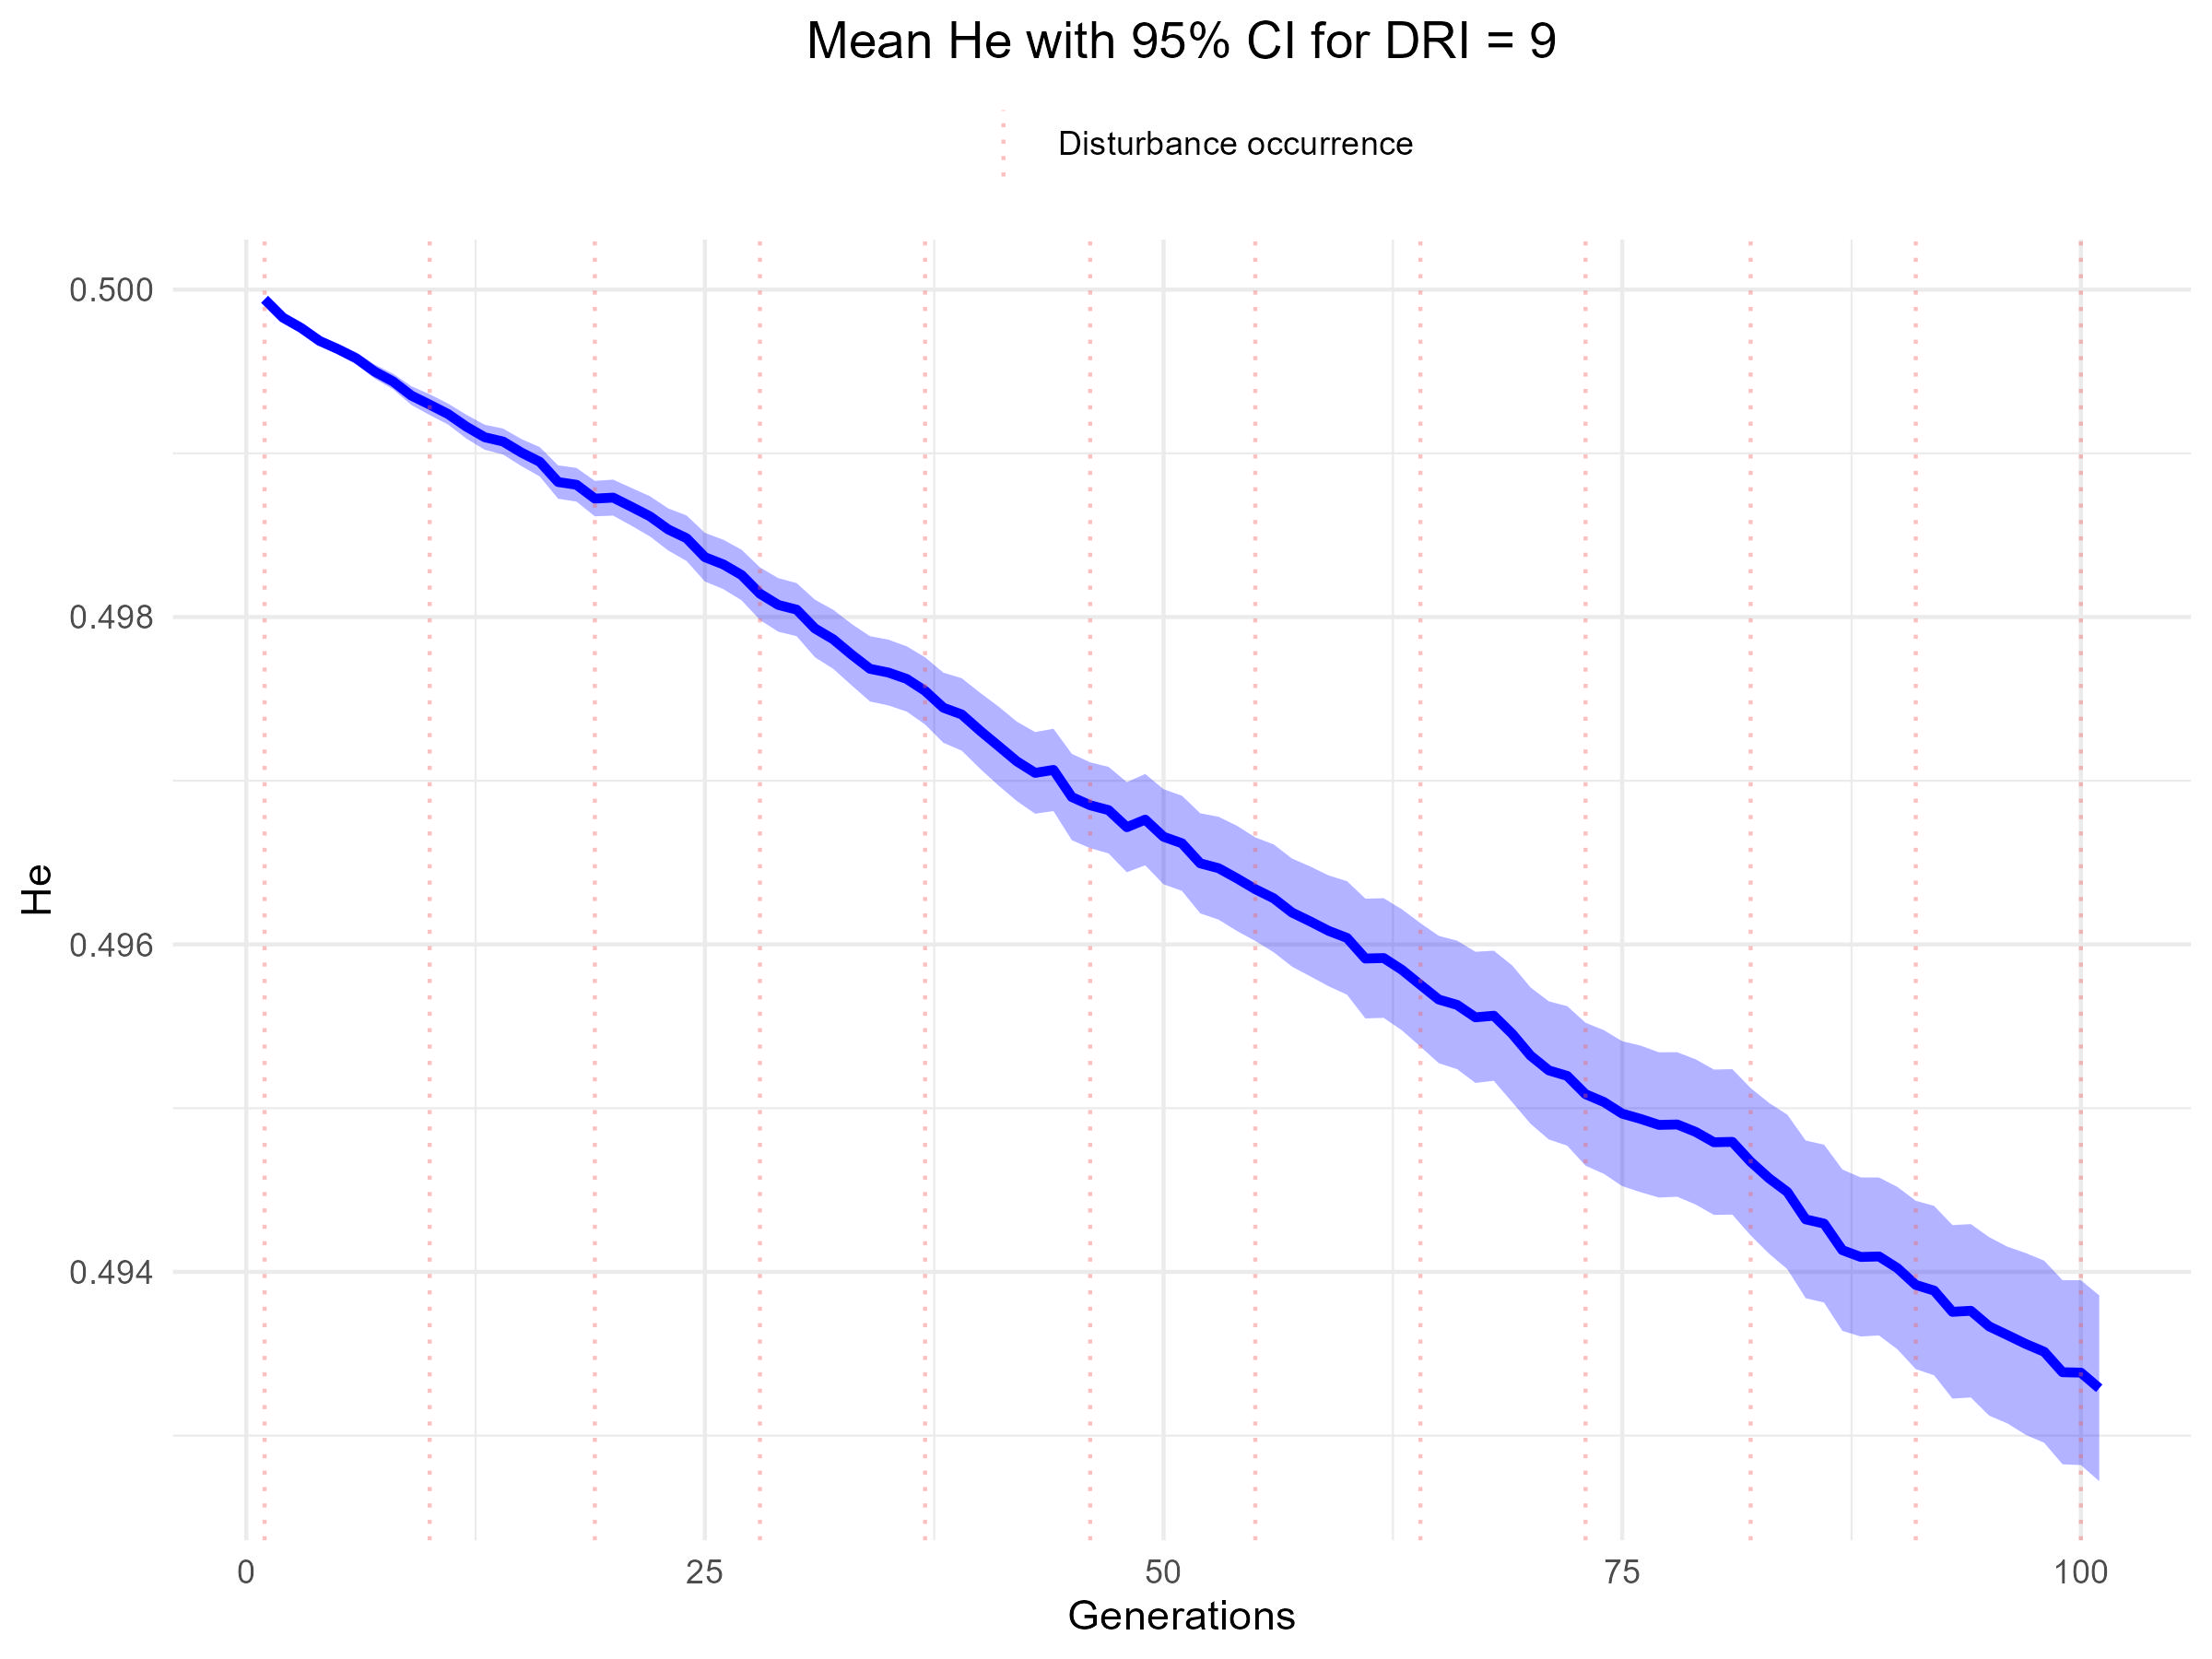 Mean He with 95% CI for DRI = 9
Disturbance occurrence
0.500
0.498
0.496
0.494
He
0 25 50 75 100
Generations